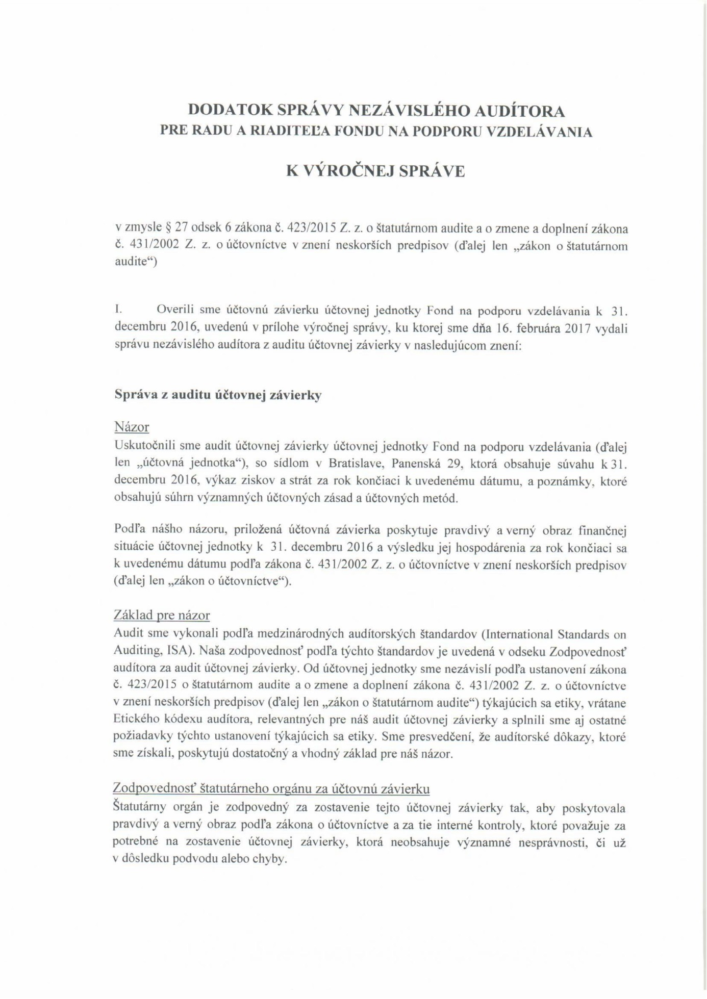 DODATOK SPRÁVY NEZÁVISLÉHO AUDÍTORA
PRE RADU A RIADITEĽA FONDU NA PODPORU VZDELÁVANIA
K VÝROČNEJ SPRÁVE
v zmysle § 27 odsek 6 zákona č. 423/2015 Z. z. o štatutárnom audite a o zmene a doplnení zákona
č. 431/2002 Z. z. o účtovníctve v znení neskorších predpisov (ďalej len „zákon o štatutárnom
audite“)
I. Overili sme účtovnú závierku účtovnej jednotky Fond na podporu vzdelávania k 31.
decembru 2016, uvedenú v prílohe výročnej správy, ku ktorej sme dňa 16. februára 2017 vydali
správu nezávislého audítora z auditu účtovnej závierky v nasledujúcom znení:
Správa z auditu účtovnej závierky
Názor
Uskutočnili sme audit účtovnej závierky účtovnej jednotky Fond na podporu vzdelávania (ďalej
len „účtovná jednotka“), so sídlom v Bratislave, Panenská 29, ktorá obsahuje súvahu k 31.
decembru 2016, výkaz ziskov a strát za rok končiaci k uvedenému dátumu, a poznámky, ktoré
obsahujú súhrn významných účtovných zásad a účtovných metód.
Podľa nášho názoru, priložená účtovná závierka poskytuje pravdivý a verný obraz finančnej
situácie účtovnej jednotky k 31. decembru 2016 a výsledku jej hospodárenia za rok končiaci sa
k uvedenému dátumu podľa zákona č. 431/2002 Z. z. o účtovníctve v znení neskorších predpisov
(ďalej len „zákon o účtovníctve“).
Základ pre názor
Audit sme vykonali podľa medzinárodných audítorských štandardov (International Standards on
Auditing, ISA). Naša zodpovednosť podľa týchto štandardov je uvedená v odseku Zodpovednosť
audítora za audit účtovnej závierky. Od účtovnej jednotky sme nezávislí podľa ustanovení zákona
č. 423/2015 o štatutárnom audite a o zmene a doplnení zákona č. 431/2002 Z. z. o účtovníctve
v znení neskorších predpisov (ďalej len „zákon o štatutárnom audite“) týkajúcich sa etiky, vrátane
Etického kódexu audítora, relevantných pre náš audit účtovnej závierky a splnili sme aj ostatné
požiadavky týchto ustanovení týkajúcich sa etiky. Sme presvedčení, že audítorské dôkazy, ktoré
sme získali, poskytujú dostatočný a vhodný základ pre náš názor.
Zodpovednosť štatutárneho orgánu za účtovnú závierku
Štatutárny orgán je zodpovedný za zostavenie tejto účtovnej závierky tak, aby poskytovala
pravdivý a verný obraz podľa zákona o účtovníctve a za tie interné kontroly, ktoré považuje za
potrebné na zostavenie účtovnej závierky, ktorá neobsahuje významné nesprávnosti, či už
v dôsledku podvodu alebo chyby.